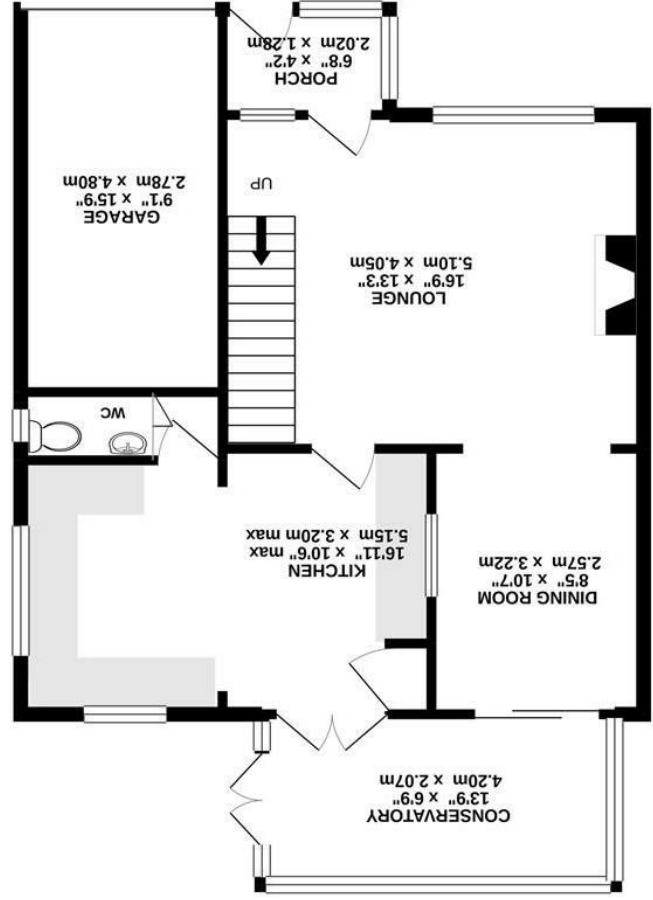 CONSERVATORY
13'9" x 6'9"
4.20m x 2.07m
DINING ROOM
8'5" x 10'7"
2.57m x 3.22m
KITCHEN
16'11" x 10'6" max
5.15m x 3.20m max
WC
LOUNGE
16'9" x 13'3"
5.10m x 4.05m
UP
GARAGE
9'1" x 15'9"
2.78m x 4.80m
PORCH
6'8" x 4'2"
2.02m x 1.28m